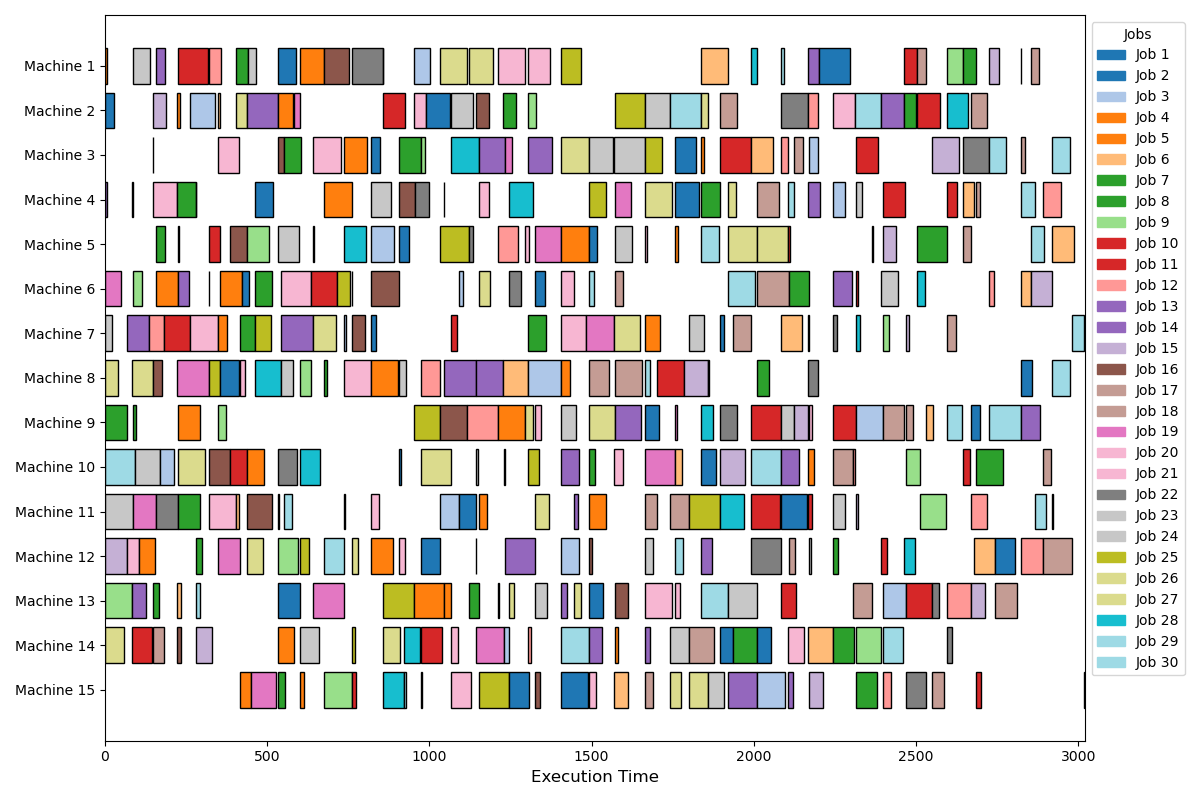 Machine 1
Machine 2
Machine 3
Machine 4
Machine 5
Machine 6
Machine 7
Machine 8
Machine 9
Machine 10
Machine 11
Machine 12
Machine 13
Machine 14
Machine 15
0 500 1000 1500 2000 2500 3000
Execution Time
Jobs
Job 1
Job 2
Job 3
Job 4
Job 5
Job 6
Job 7
Job 8
Job 9
Job 10
Job 11
Job 12
Job 13
Job 14
Job 15
Job 16
Job 17
Job 18
Job 19
Job 20
Job 21
Job 22
Job 23
Job 24
Job 25
Job 26
Job 27
Job 28
Job 29
Job 30